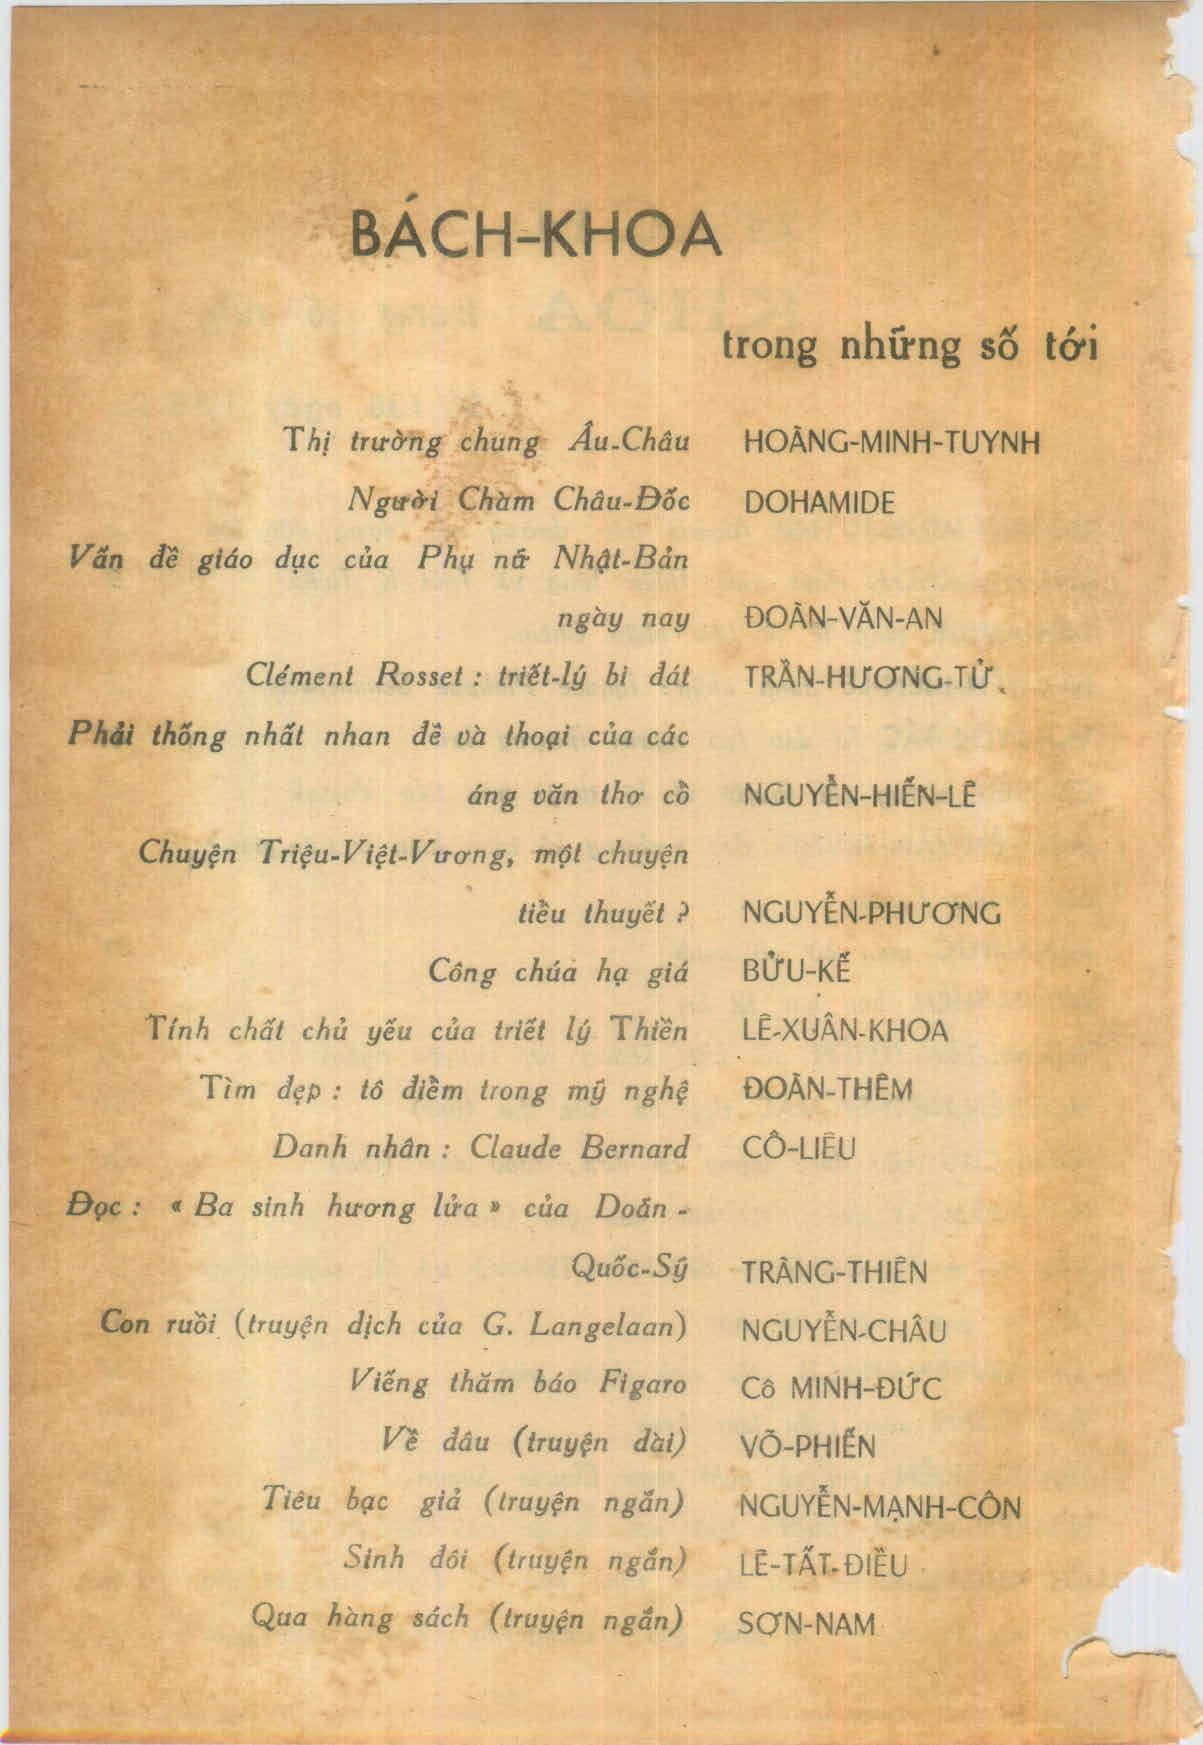 BÁCH-KHOA
trong những số tới
Thị trường chung Âu-Châu HOÀNG-MINH-TUYNH
Người Chàm Châu-Đốc DOHAMIDE
Vấn đề giáo dục của Phụ nữ Nhật-Bản
ngày nay ĐOÀN-VĂN-AN
Clément Rosset : triết-lý bi đát TRẦN-HƯƠNG-TỬ
Phải thống nhất nhan đề và thoại của các
áng văn thơ cổ NGUYỄN-HIẾN-LÊ
Chuyện Triệu-Việt-Vương, một chuyện
tiểu thuyết ? NGUYỄN-PHƯƠNG
Công chúa hạ giá BỬU-KẾ
Tính chất chủ yếu của triết lý Thiền LÊ-XUÂN-KHOA
Tìm đẹp : tô điểm trong mỹ nghệ ĐOÀN-THÊM
Danh nhân : Claude Bernard CÔ-LIÊU
Đọc : « Ba sinh hương lửa » của Doãn -
Quốc-Sỹ TRÀNG-THIÊN
Con ruồi (truyện dịch của G. Langelaan) NGUYỄN-CHÂU
Viếng thăm báo Figaro Cô MINH-ĐỨC
Về đâu (truyện dài) VÕ-PHIẾN
Tiêu bạc giả (truyện ngắn) NGUYỄN-MẠNH-CÔN
Sinh đôi (truyện ngắn) LÊ-TẤT-ĐIỀU
Qua hàng sách (truyện ngắn) SƠN-NAM